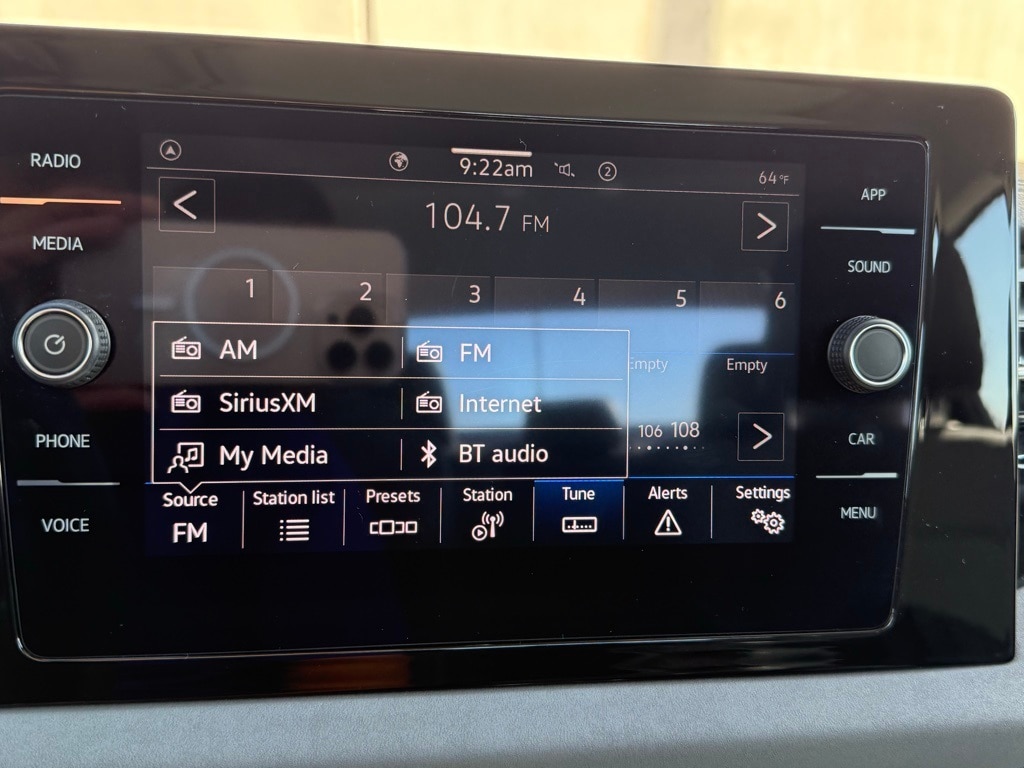 RADIO
MEDIA
PHONE
VOICE
9:22am
2
64°F
104.7 FM
1 2 3 4 5 6
AM FM
SiriusXM Internet
My Media BT audio
Empty Empty
106 108
Source Station list Presets Station Tune Alerts Settings
FM
APP
SOUND
CAR
MENU